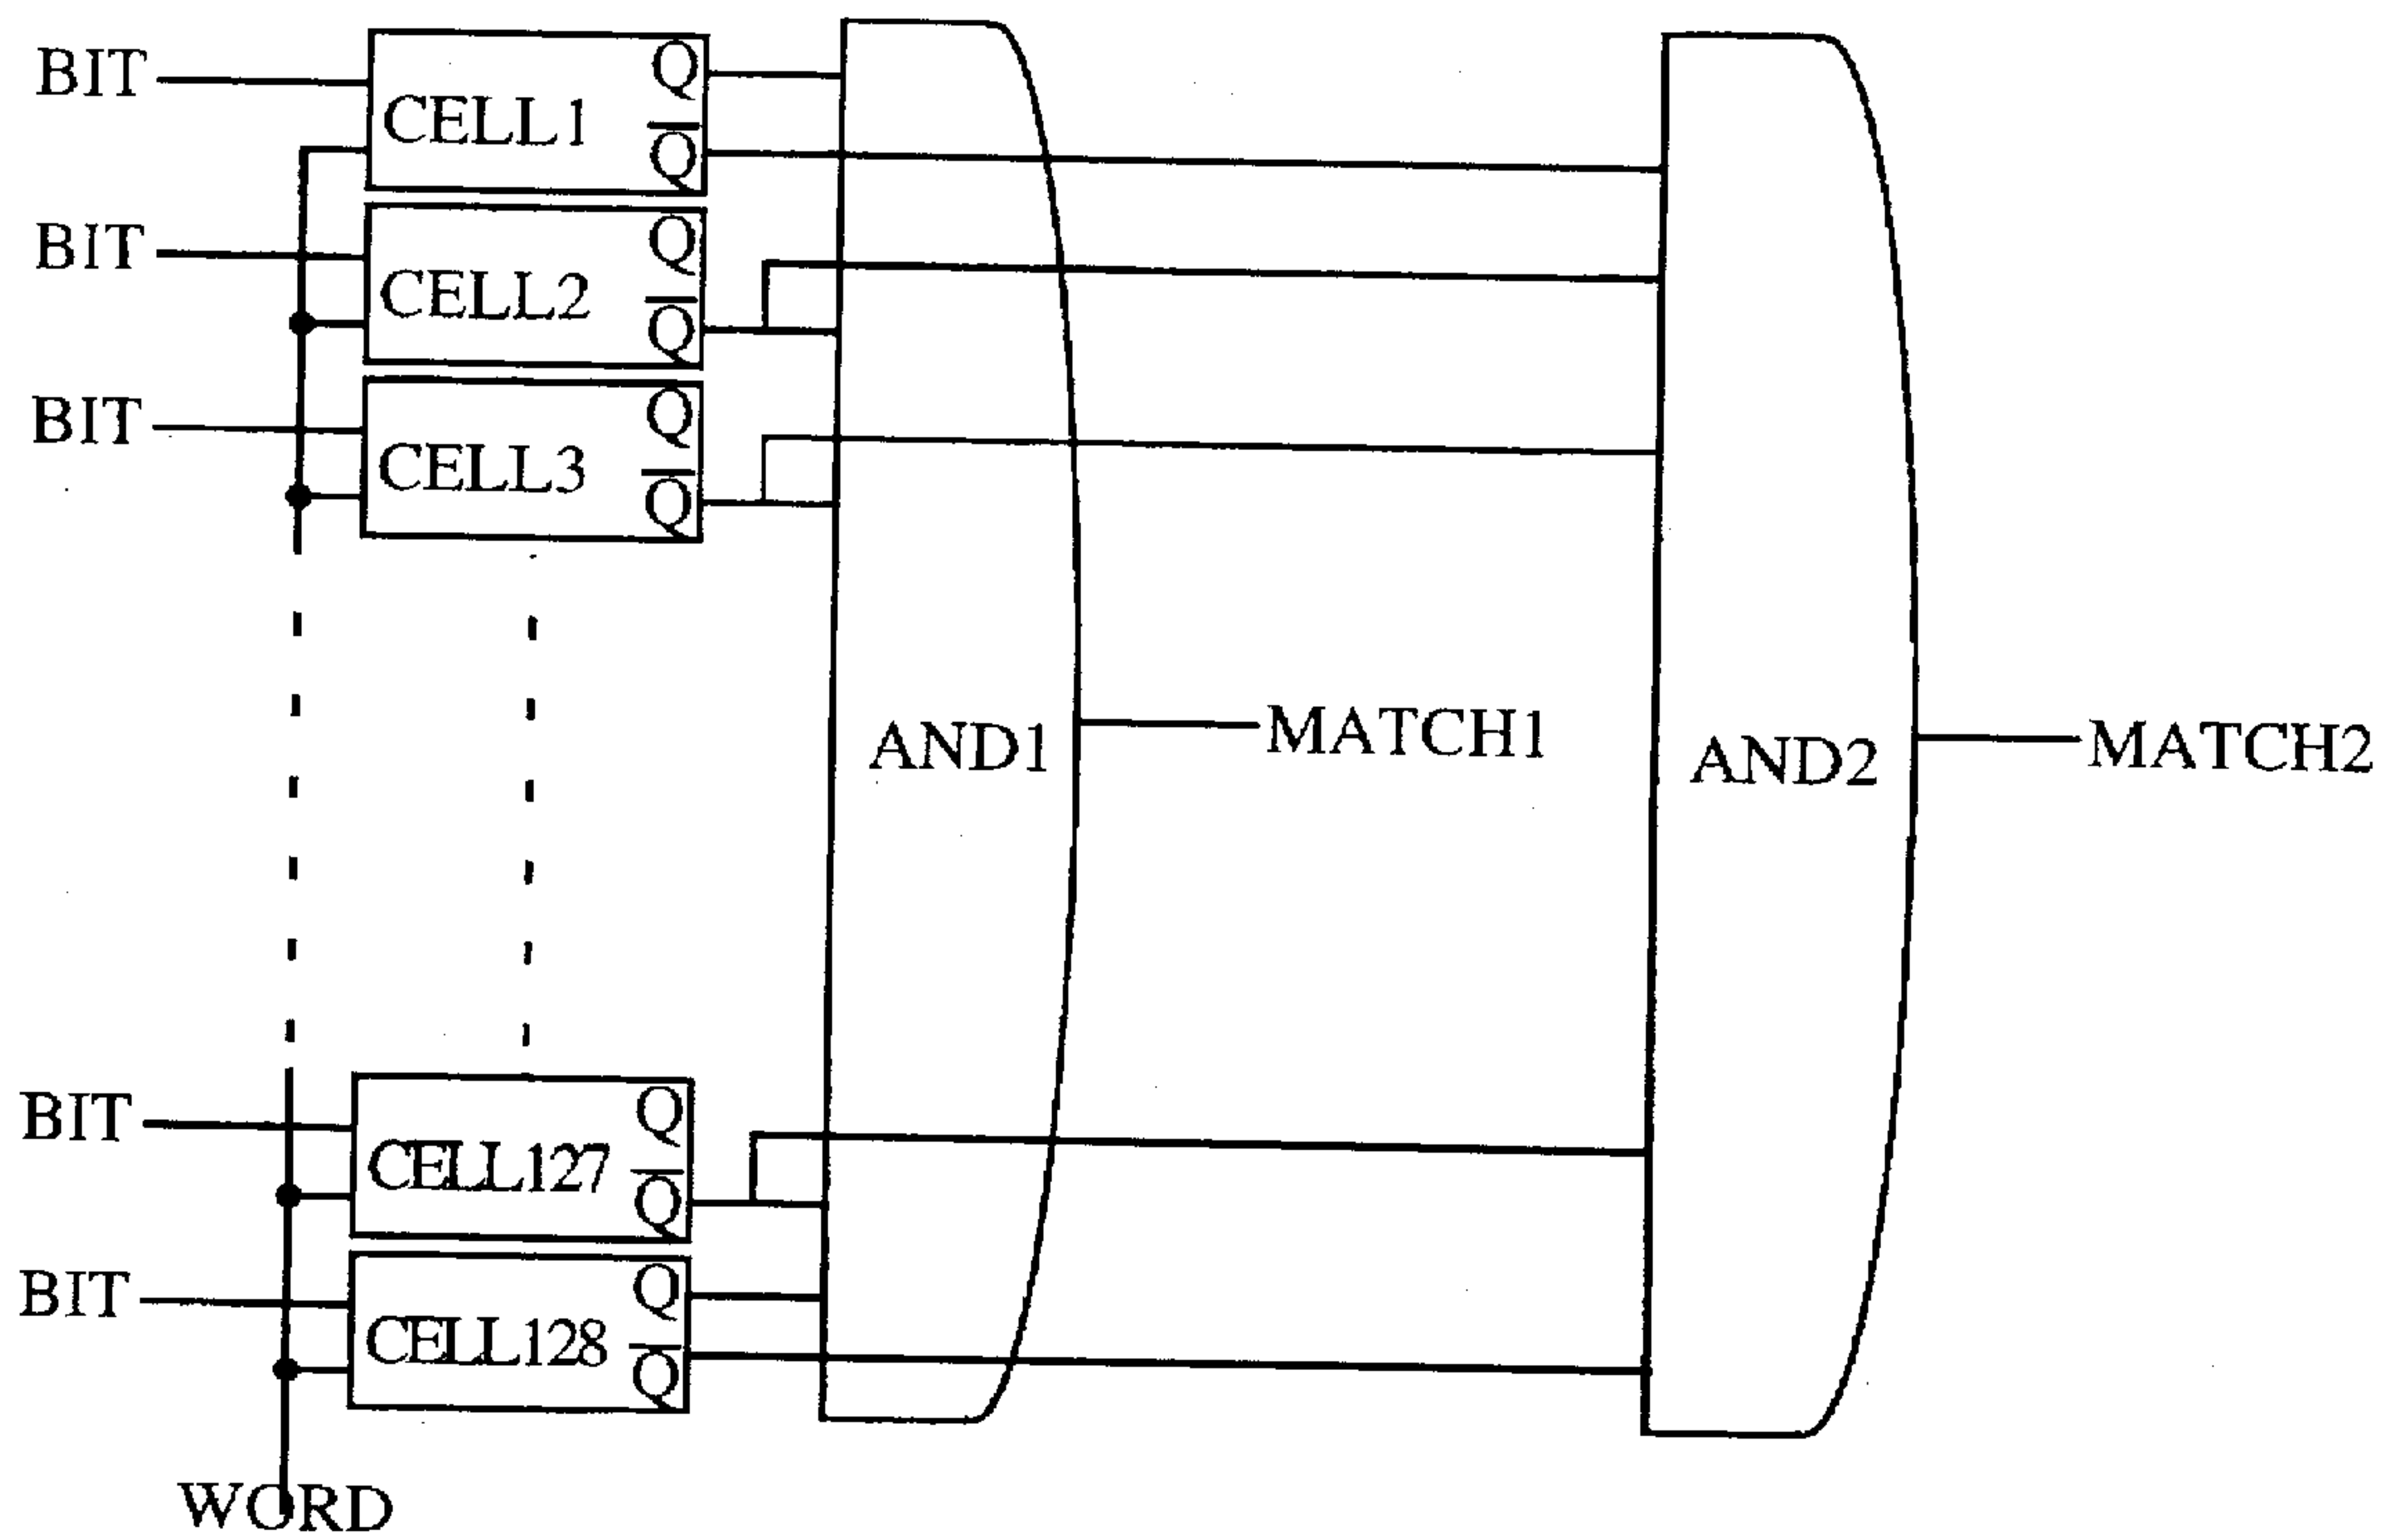 BIT
CELL1
Q
Q̅
BIT
CELL2
Q
Q̅
BIT
CELL3
Q
Q̅
AND1
MATCH1
AND2
MATCH2
BIT
CELL127
Q
Q̅
BIT
CELL128
Q
Q̅
WORD